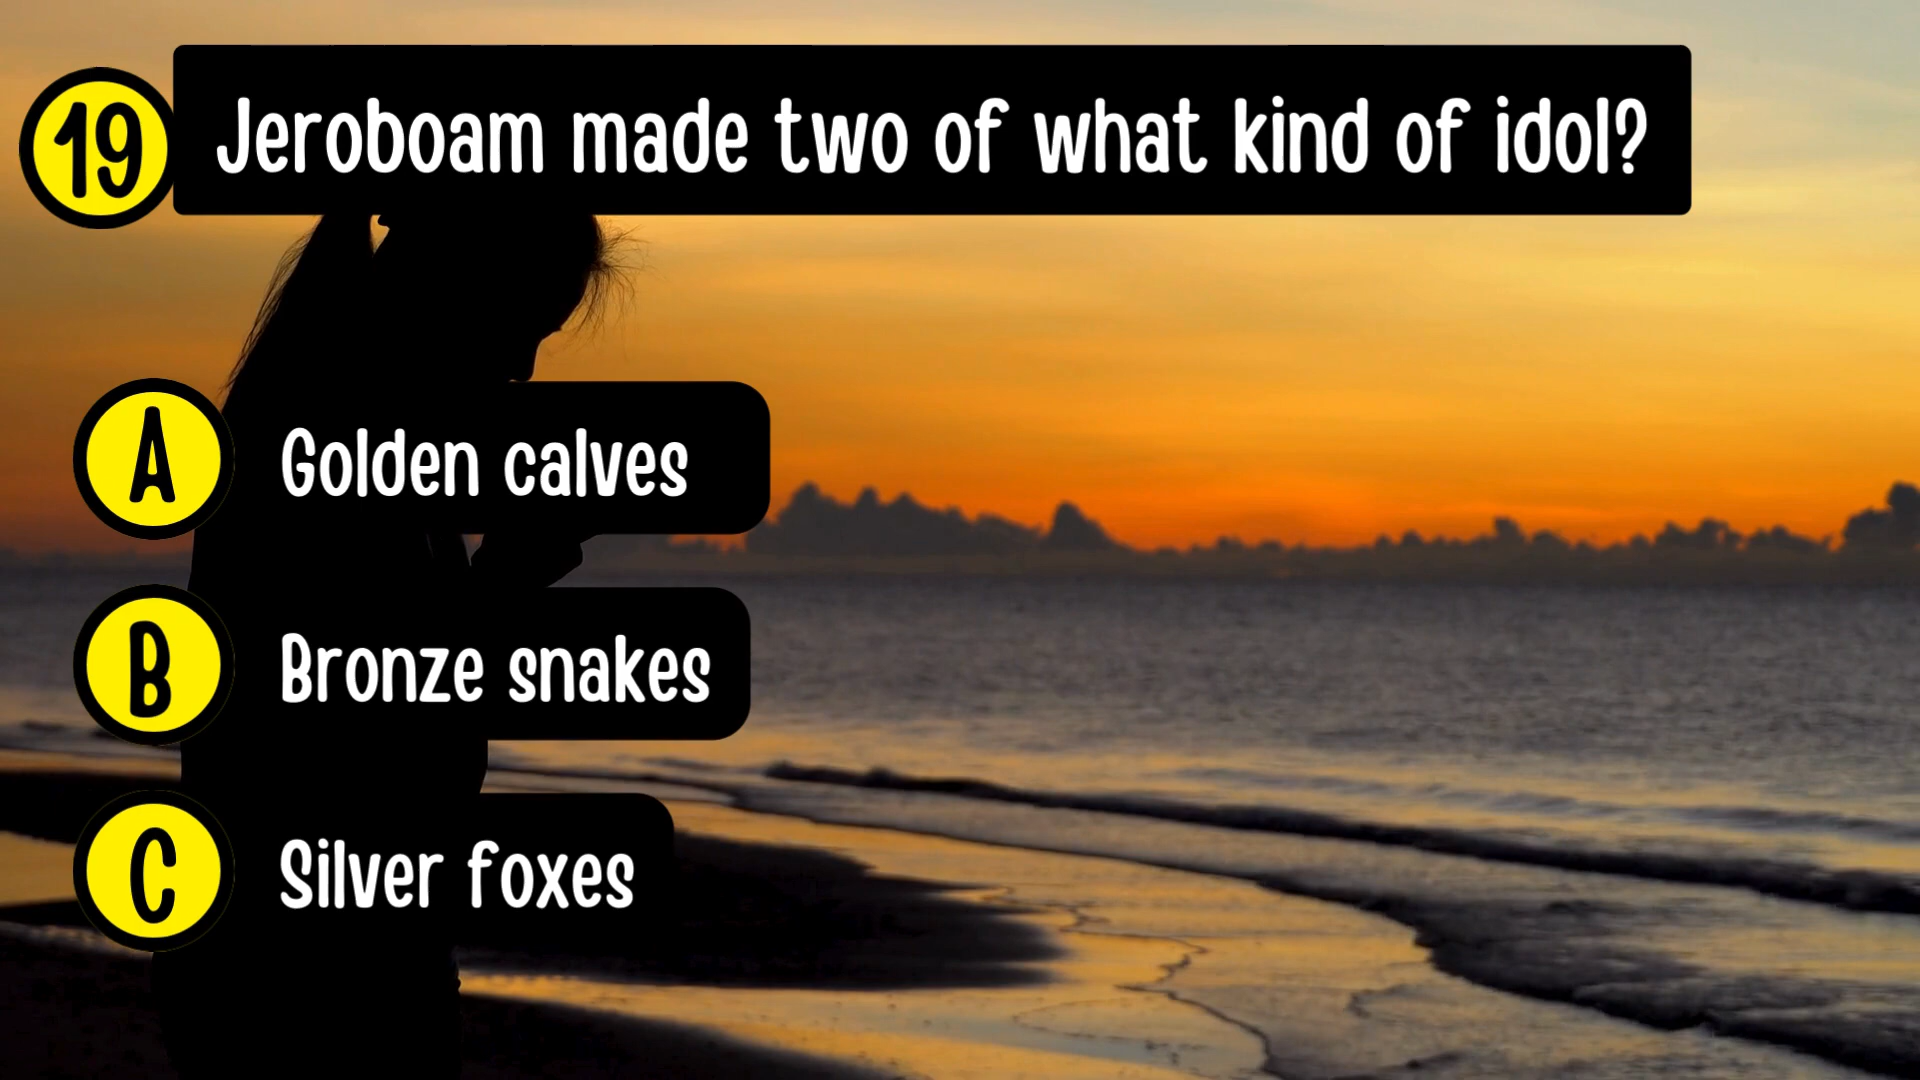 19 Jeroboam made two of what kind of idol?
A Golden calves
B Bronze snakes
C Silver foxes